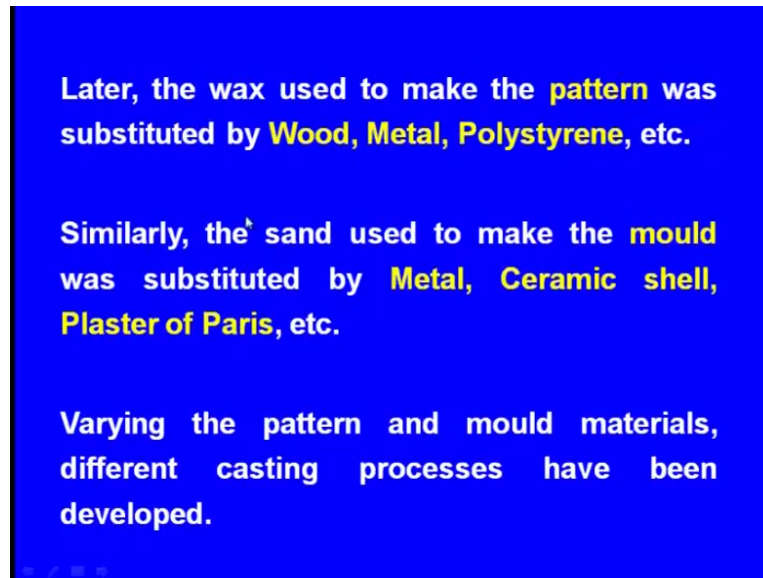 Later, the wax used to make the pattern was
substituted by Wood, Metal, Polystyrene, etc.
Similarly, the sand used to make the mould
was substituted by Metal, Ceramic shell,
Plaster of Paris, etc.
Varying the pattern and mould materials,
different casting processes have been
developed.